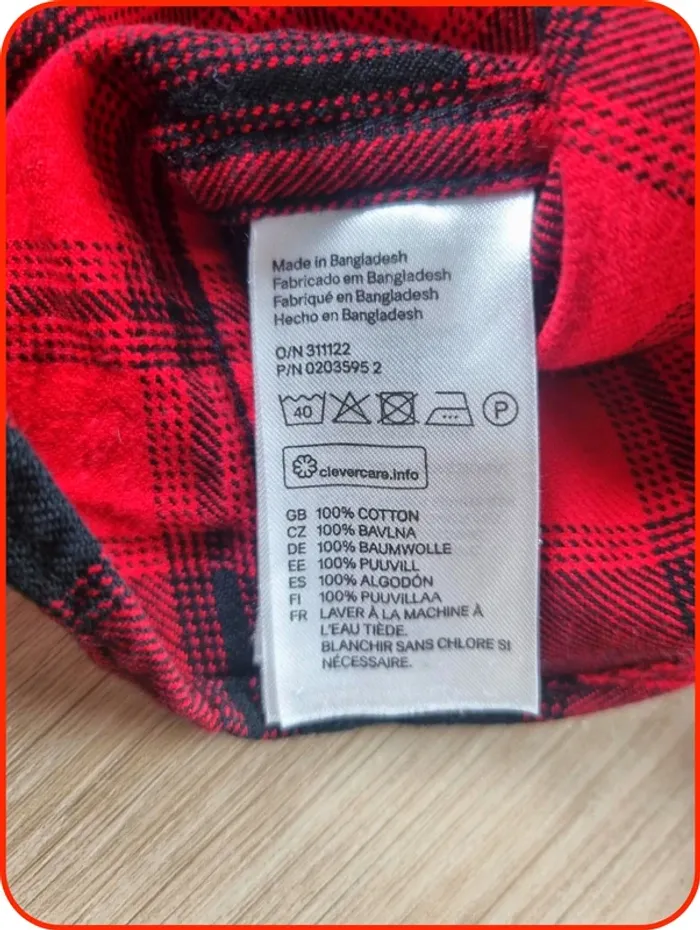 Made in Bangladesh
Fabricado em Bangladesh
Fabriqué en Bangladesh
Hecho en Bangladesh
O/N 311122
P/N 0203595 2
40 P
clevercare.info
GB 100% COTTON
CZ 100% BAVLNA
DE 100% BAUMWOLLE
EE 100% PUUVILL
ES 100% ALGODÓN
FI 100% PUUVILLAA
FR LAVER À LA MACHINE À
L'EAU TIÈDE.
BLANCHIR SANS CHLORE SI
NÉCESSAIRE.